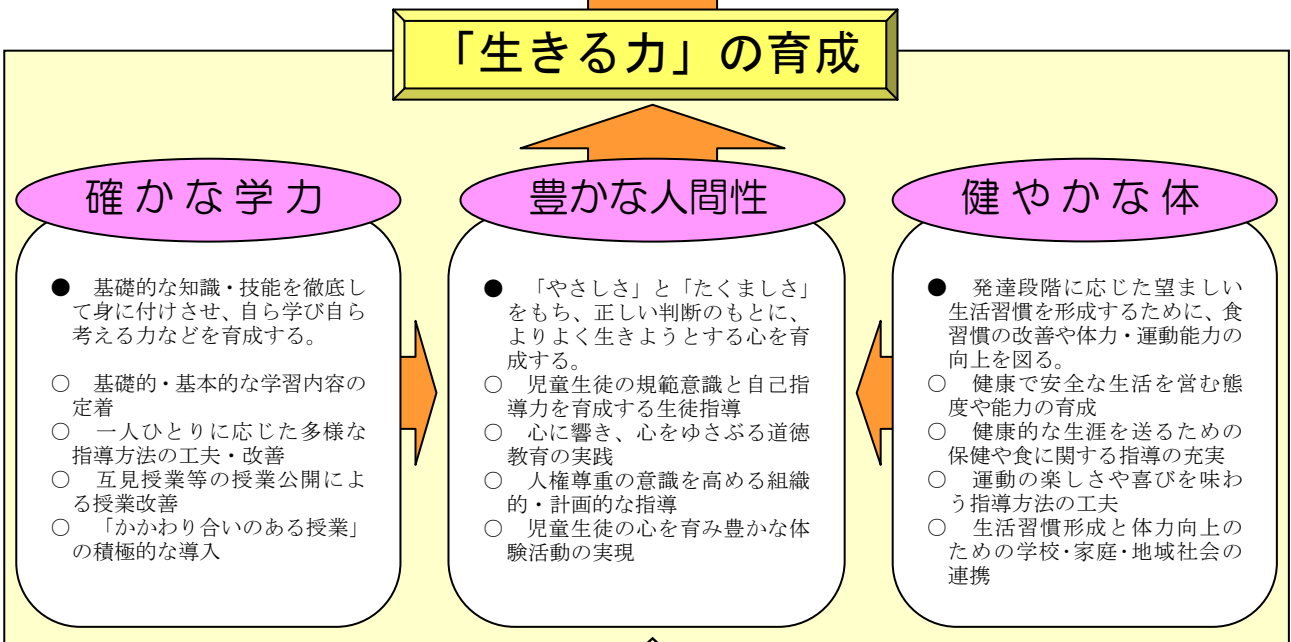 「生きる力」の育成
確かな学力
● 基礎的な知識・技能を徹底し
て身に付けさせ、自ら学び自ら
考える力などを育成する。
○ 基礎的・基本的な学習内容の
定着
○ 一人ひとりに応じた多様な
指導方法の工夫・改善
○ 互見授業等の授業公開によ
る授業改善
○ 「かかわり合いのある授業」
の積極的な導入
豊かな人間性
● 「やさしさ」と「たくましさ」
をもち、正しい判断のもとに、
よりよく生きようとする心を育
成する。
○ 児童生徒の規範意識と自己指
導力を育成する生徒指導
○ 心に響き、心をゆさぶる道徳
教育の実践
○ 人権尊重の意識を高める組織
的・計画的な指導
○ 児童生徒の心を育み豊かな体
験活動の実現
健やかな体
● 発達段階に応じた望ましい
生活習慣を形成するために、食
習慣の改善や体力・運動能力の
向上を図る。
○ 健康で安全な生活を営む態
度や能力の育成
○ 健康的な生涯を送るための
保健や食に関する指導の充実
○ 運動の楽しさや喜びを味わ
う指導方法の工夫
○ 生活習慣形成と体力向上の
ための学校・家庭・地域社会の
連携